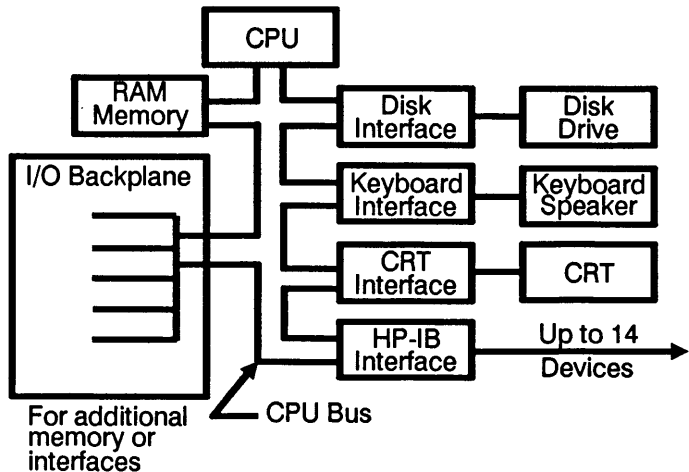 CPU
RAM
Memory
Disk
Interface
Disk
Drive
I/O Backplane
Keyboard
Interface
Keyboard
Speaker
CRT
Interface
CRT
HP-IB
Interface
Up to 14
Devices
CPU Bus
For additional
memory or
interfaces